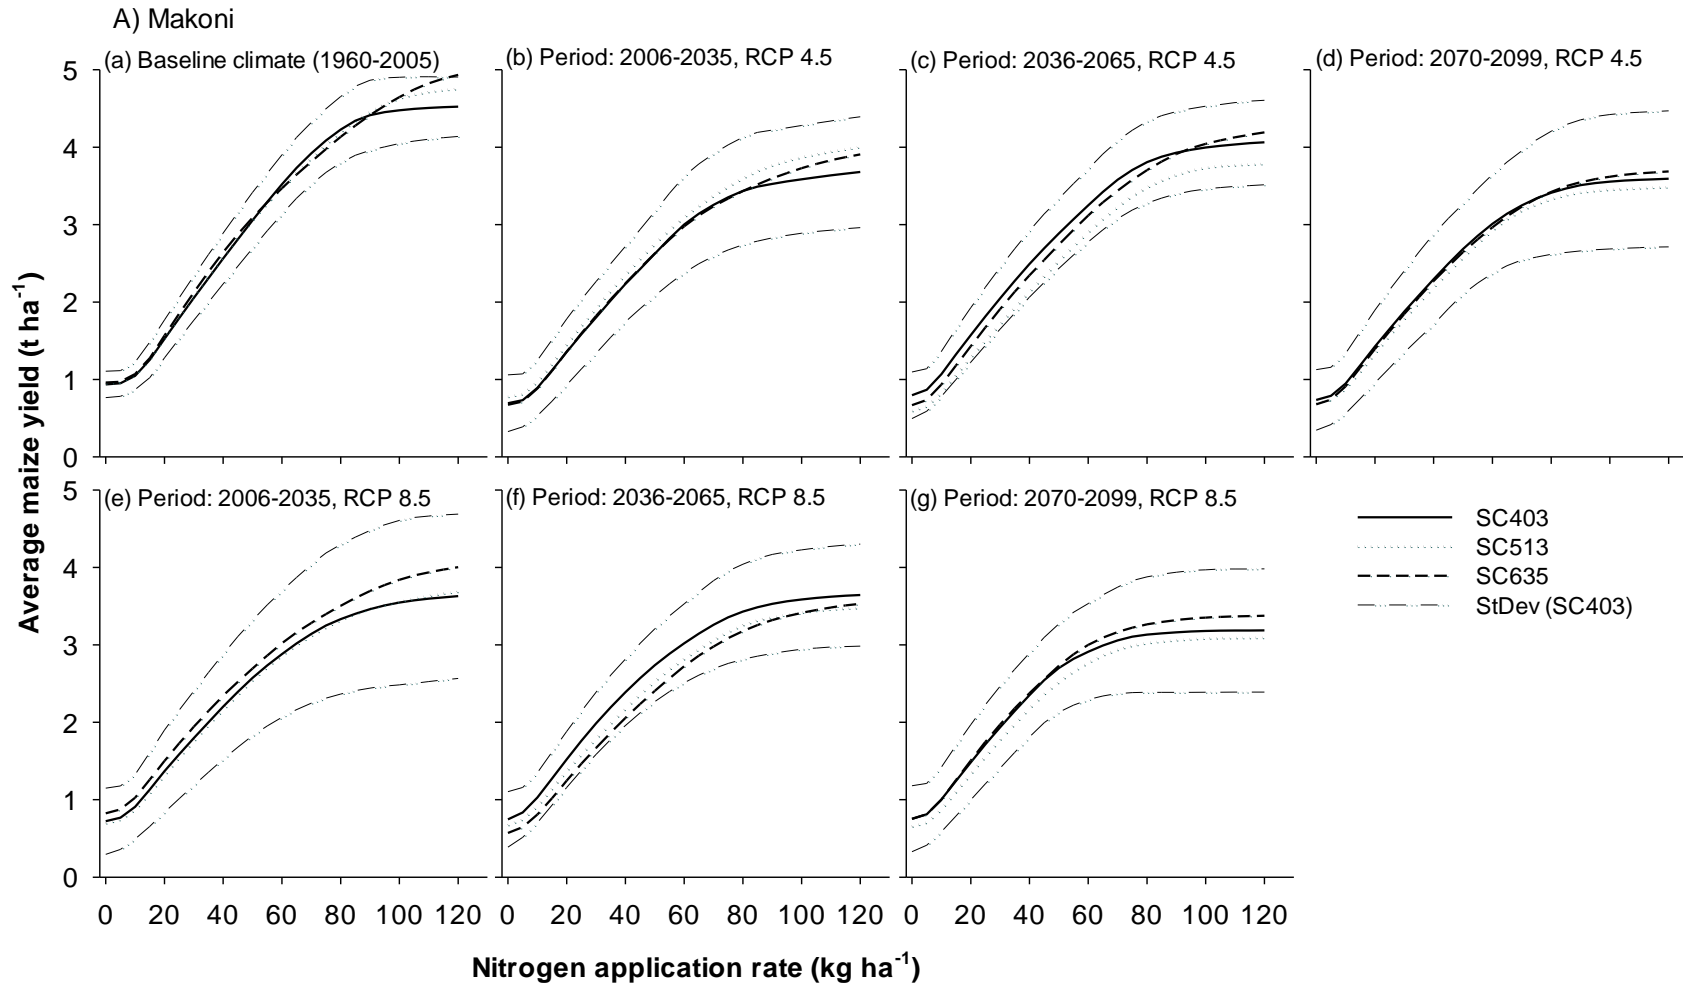 A) Makoni
(a) Baseline climate (1960-2005)
(b) Period: 2006-2035, RCP 4.5
(c) Period: 2036-2065, RCP 4.5
(d) Period: 2070-2099, RCP 4.5
5
4
3
2
1
0
Average maize yield (t ha-1)
(e) Period: 2006-2035, RCP 8.5
(f) Period: 2036-2065, RCP 8.5
(g) Period: 2070-2099, RCP 8.5
5
4
3
2
1
0
SC403
SC513
SC635
StDev (SC403)
0 20 40 60 80 100 120
0 20 40 60 80 100 120
0 20 40 60 80 100 120
Nitrogen application rate (kg ha-1)